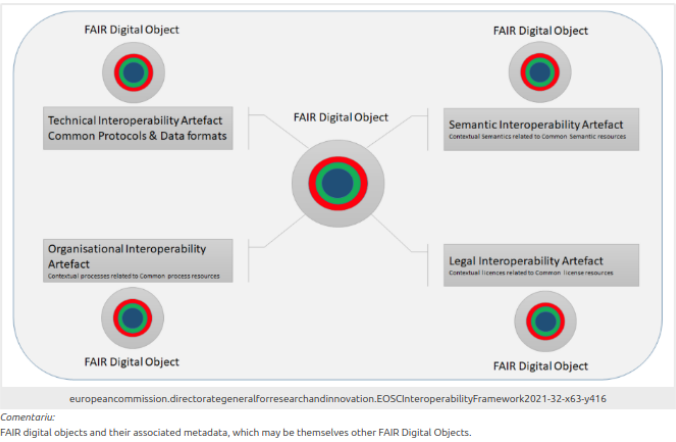 FAIR Digital Object
FAIR Digital Object
Technical Interoperability Artefact
Common Protocols & Data formats
FAIR Digital Object
Semantic Interoperability Artefact
Contextual Semantics related to Common Semantic resources
Organisational Interoperability
Artefact
Contextual processes related to Common process resources
Legal Interoperability Artefact
Contextual licences related to Common license resources
FAIR Digital Object
FAIR Digital Object
europeancommission.directorategeneralforresearchandinnovation.EOSCInteroperabilityFramework2021-32-x63-y416
Comentariu:
FAIR digital objects and their associated metadata, which may be themselves other FAIR Digital Objects.